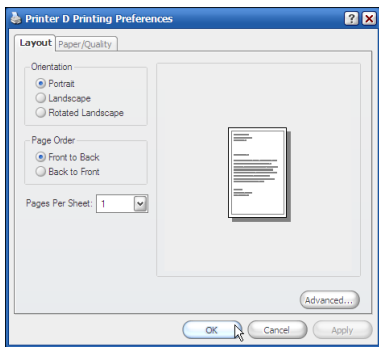 Printer D Printing Preferences
Layout Paper/Quality
Orientation
Portrait
Landscape
Rotated Landscape
Page Order
Front to Back
Back to Front
Pages Per Sheet: 1
Advanced...
OK Cancel Apply